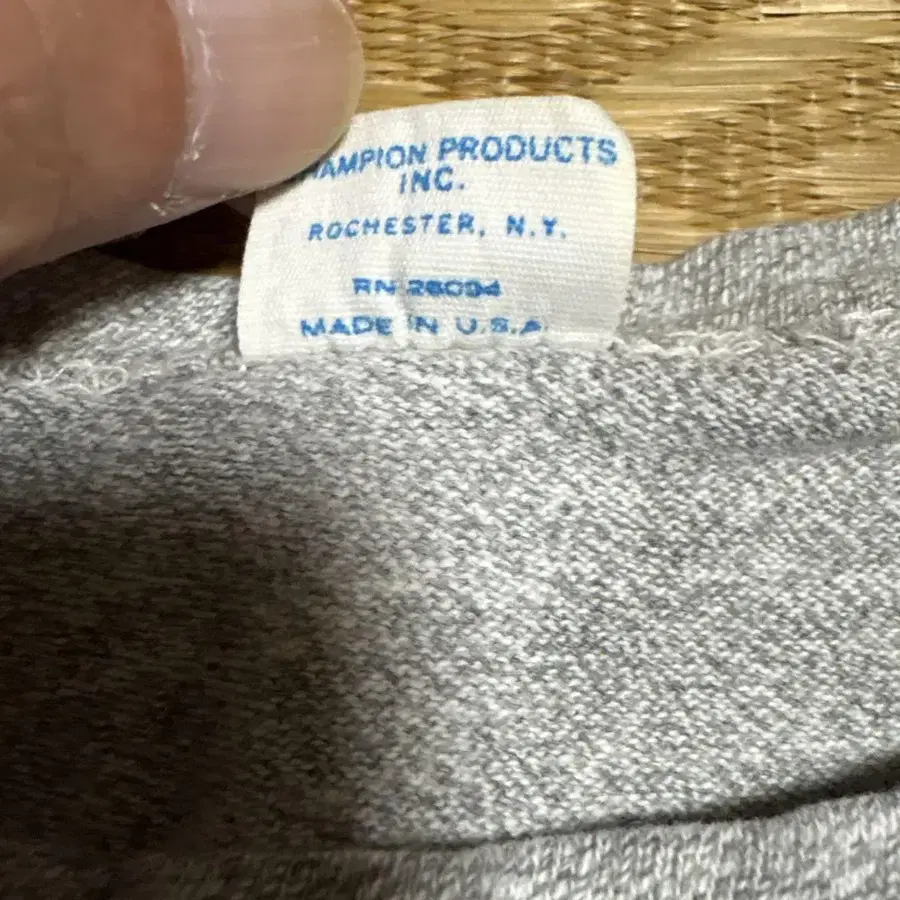 HAMPION PRODUCTS
INC.
ROCHESTER, N.Y.
RN 26094
MADE IN U.S.A.